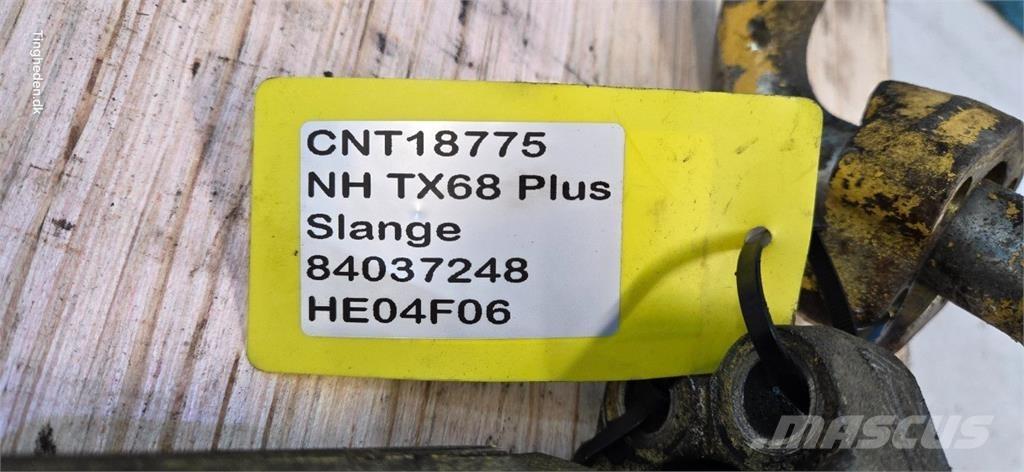 Tingheden.dk
CNT18775
NH TX68 Plus
Slange
84037248
HE04F06
MASCUS